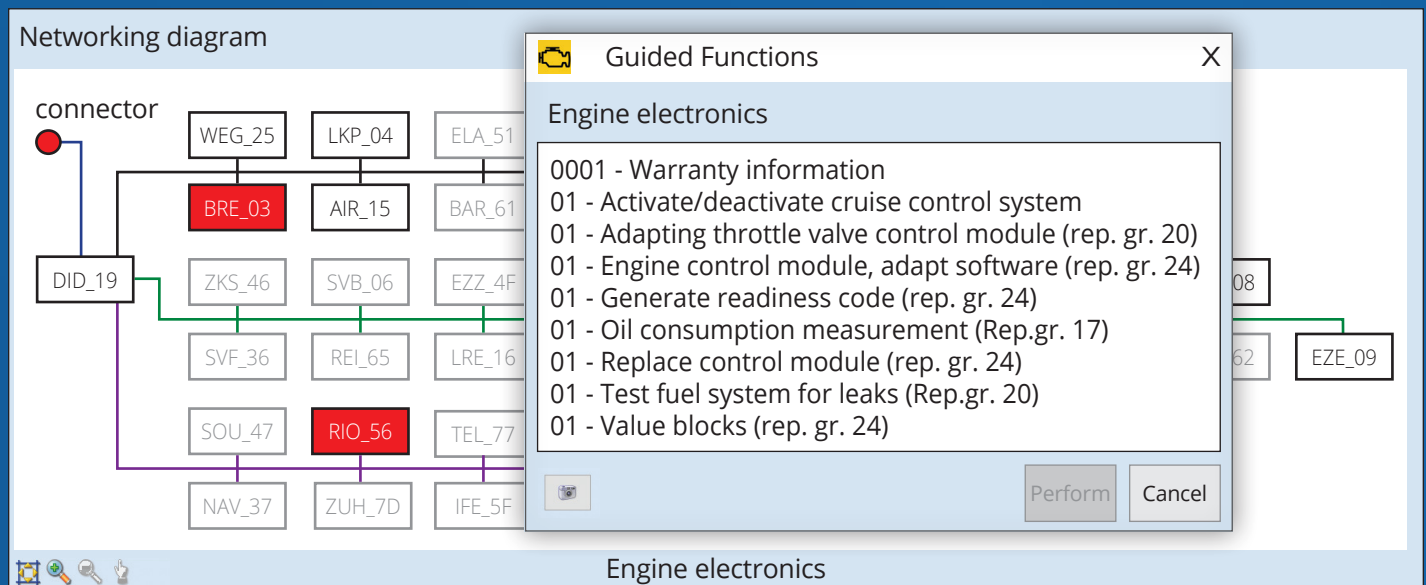 Networking diagram
Guided Functions X
Engine electronics
0001 - Warranty information
01 - Activate/deactivate cruise control system
01 - Adapting throttle valve control module (rep. gr. 20)
01 - Engine control module, adapt software (rep. gr. 24)
01 - Generate readiness code (rep. gr. 24)
01 - Oil consumption measurement (Rep.gr. 17)
01 - Replace control module (rep. gr. 24)
01 - Test fuel system for leaks (Rep.gr. 20)
01 - Value blocks (rep. gr. 24)
Perform Cancel
connector
WEG_25 LKP_04 ELA_51
BRE_03 AIR_15 BAR_61
DID_19 ZKS_46 SVB_06 EZZ_4F 08
SVF_36 REI_65 LRE_16 62 EZE_09
SOU_47 RIO_56 TEL_77
NAV_37 ZUH_7D IFE_5F
Engine electronics